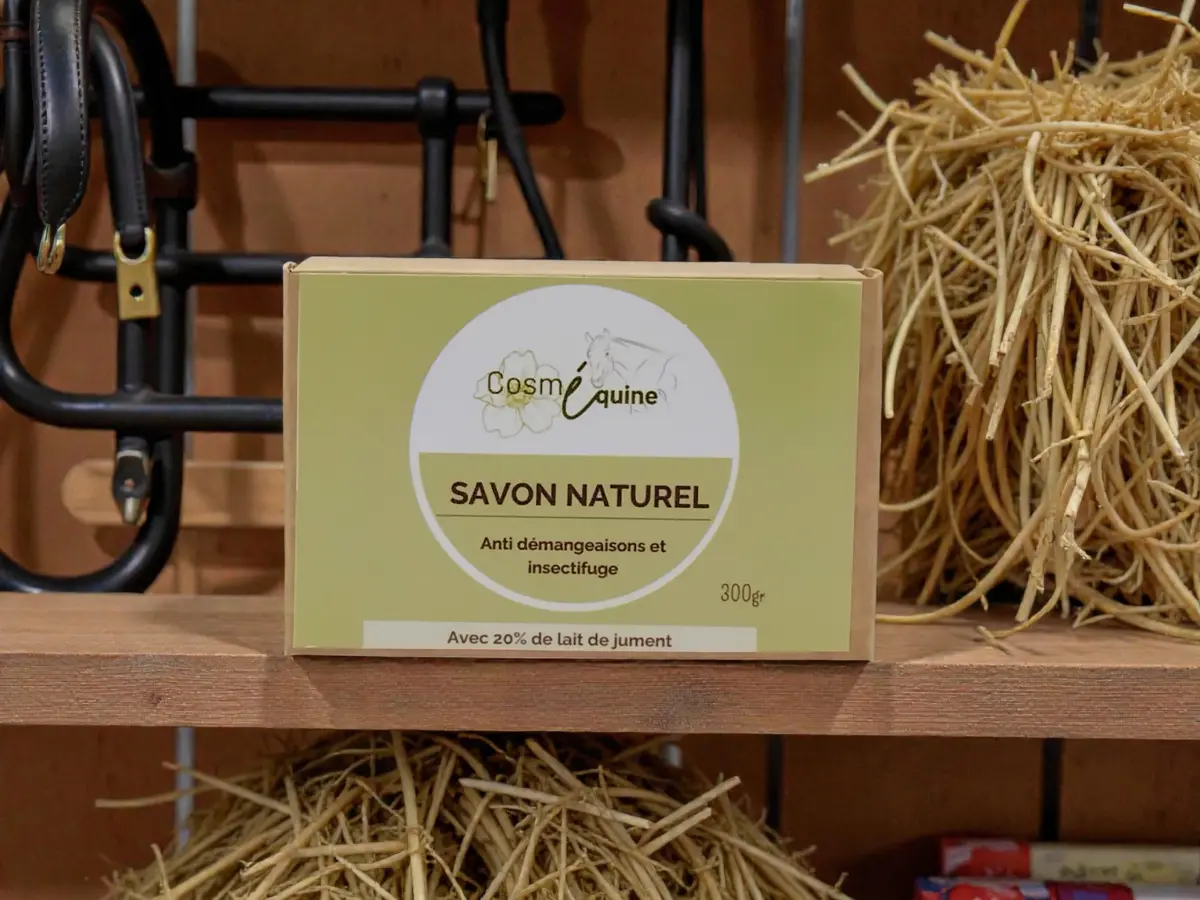 Cosméquine
SAVON NATUREL
Anti démangeaisons et
insectifuge
300gr
Avec 20% de lait de jument